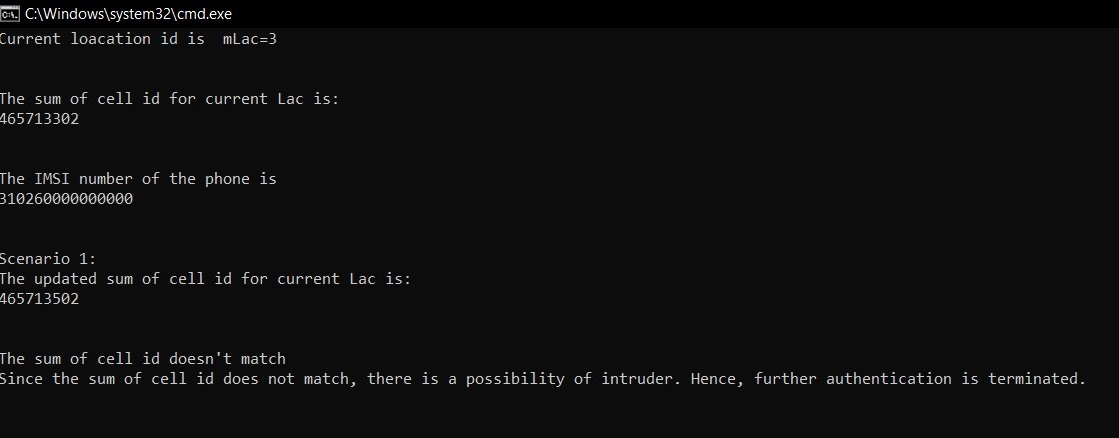 C:\Windows\system32\cmd.exe
Current loacation id is  mLac=3
The sum of cell id for current Lac is:
465713302
The IMSI number of the phone is
310260000000000
Scenario 1:
The updated sum of cell id for current Lac is:
465713502
The sum of cell id doesn't match
Since the sum of cell id does not match, there is a possibility of intruder. Hence, further authentication is terminated.